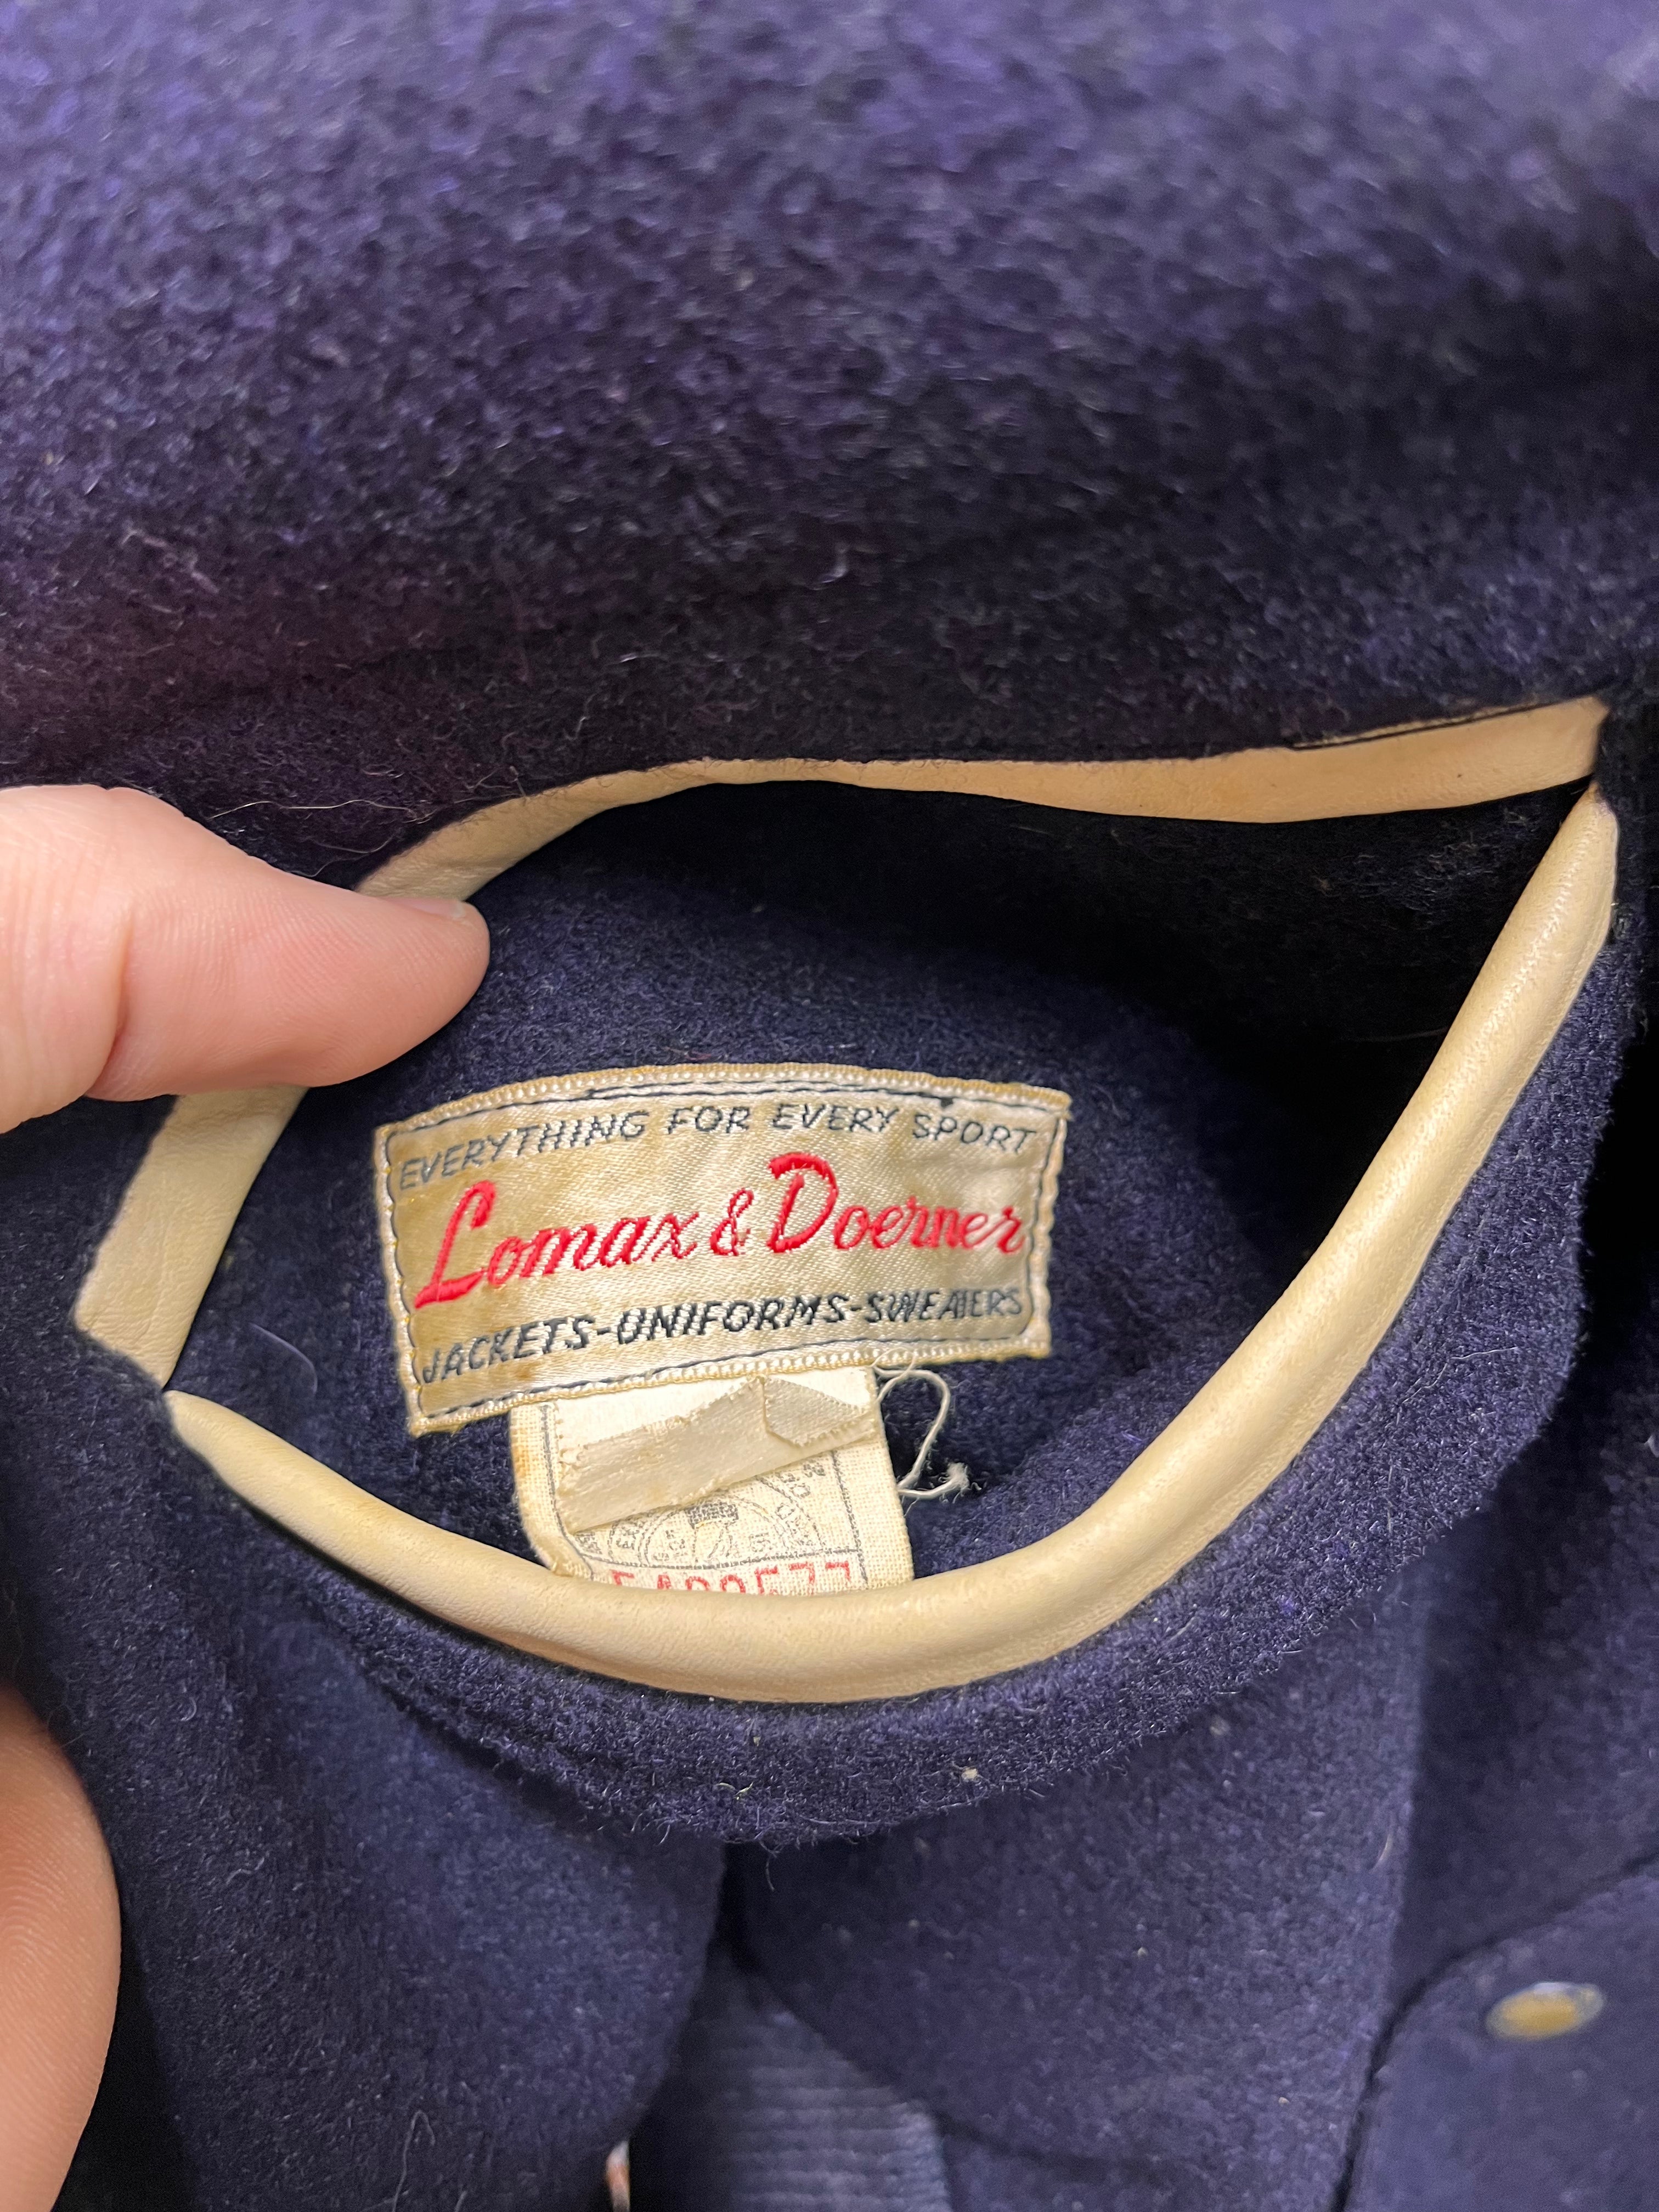 EVERYTHING FOR EVERY SPORT
Lomax & Doerner
JACKETS-UNIFORMS-SWEATERS